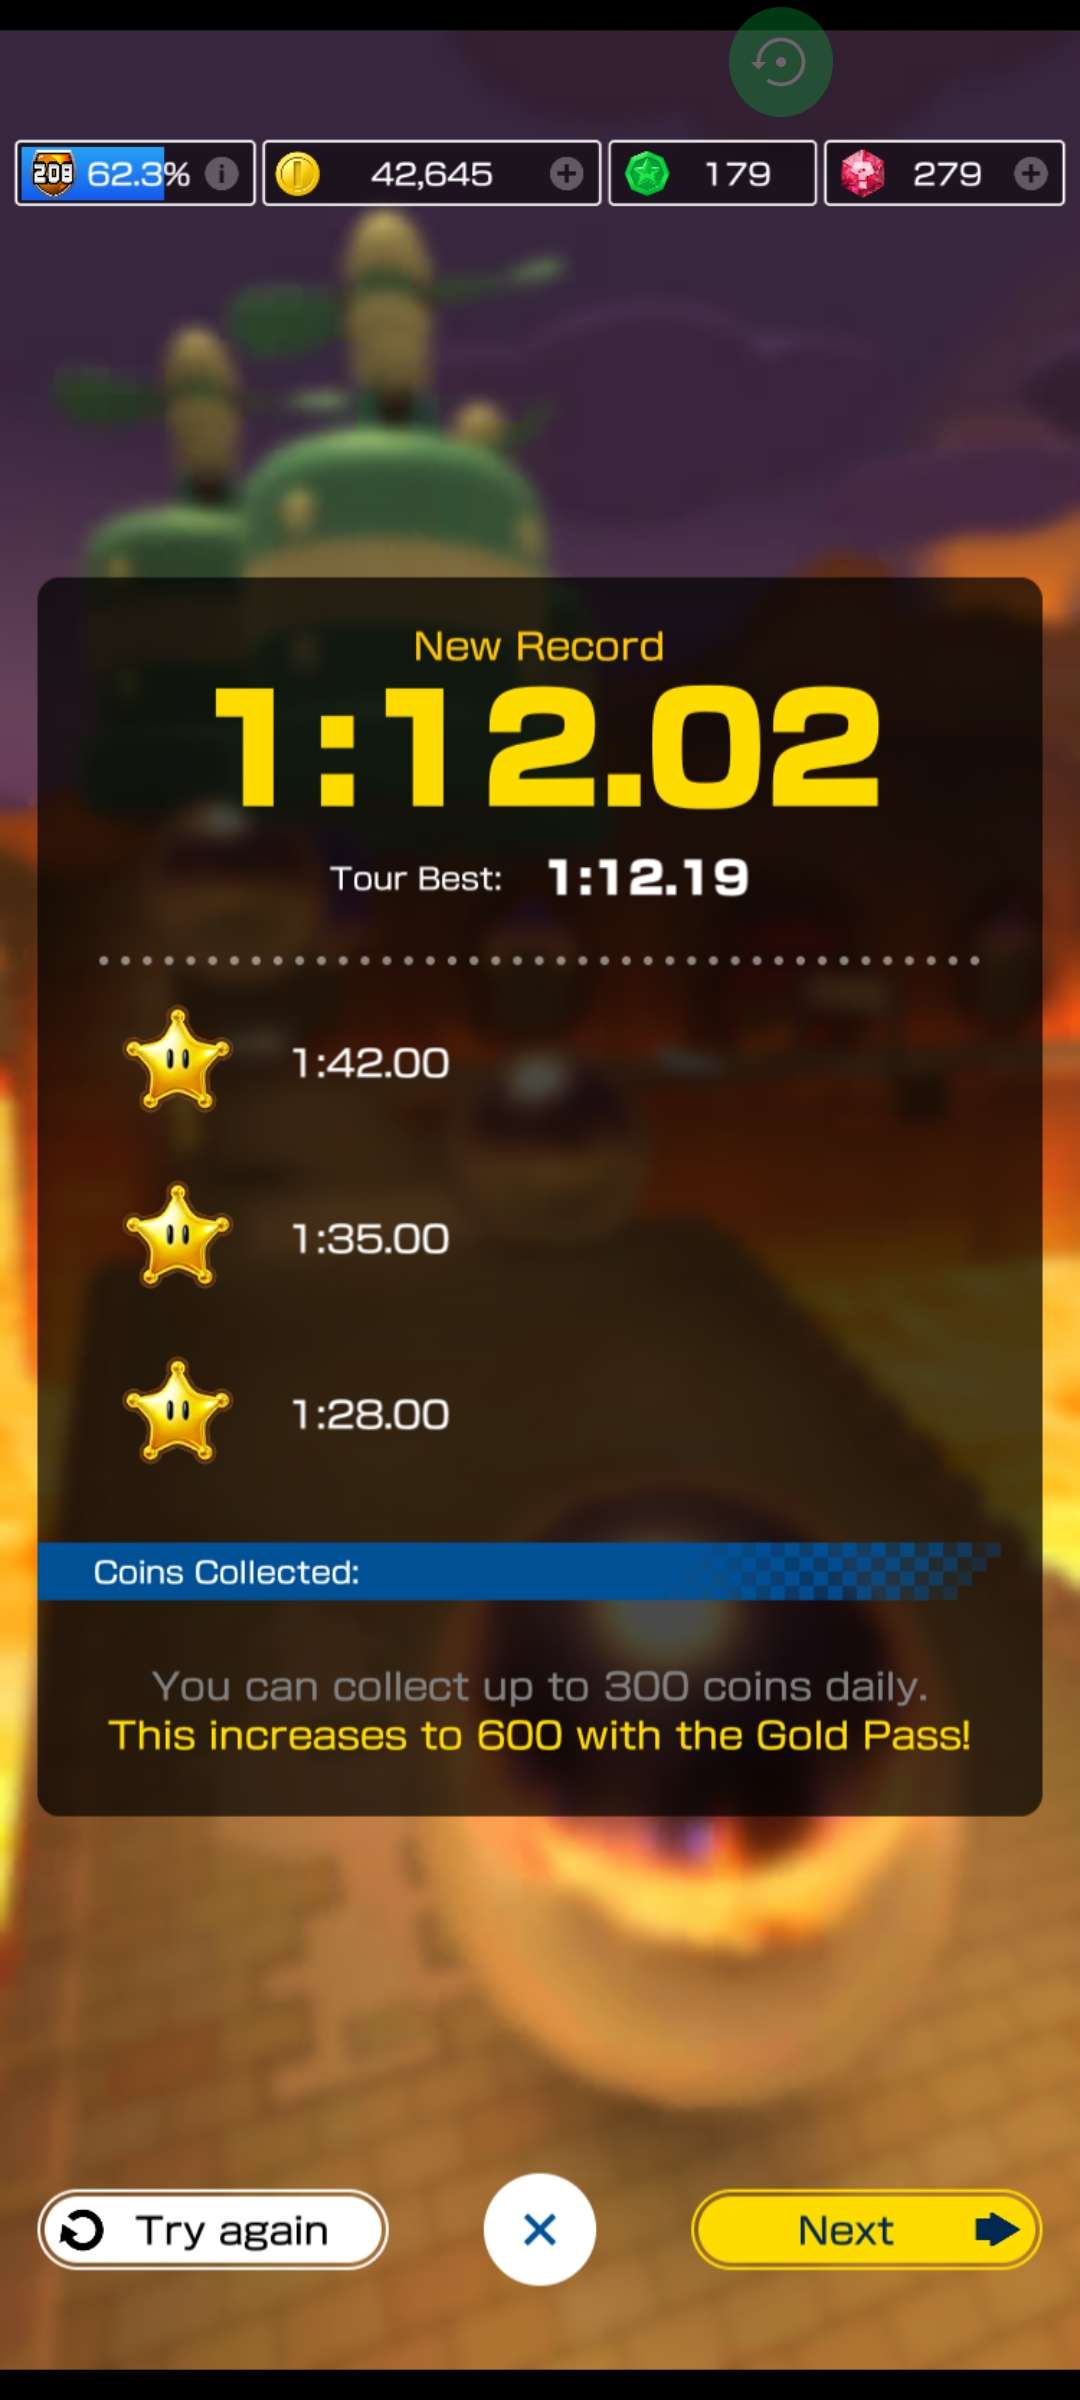 208 62.3% i 42,645 179 279
New Record
1:12.02
Tour Best: 1:12.19
1:42.00
1:35.00
1:28.00
Coins Collected:
You can collect up to 300 coins daily.
This increases to 600 with the Gold Pass!
Try again Next